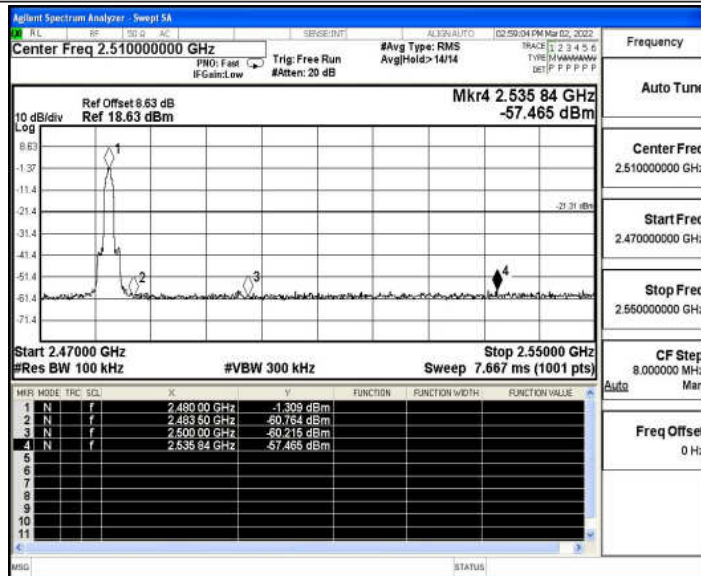 Agilent Spectrum Analyzer - Swept SA
RL RF 50 Ω AC SENSE:INT ALIGNAUTO 02:59:04 PM Mar 02, 2022
Center Freq 2.510000000 GHz
PNO: Fast
IFGain:Low
Trig: Free Run
#Atten: 20 dB
#Avg Type: RMS
Avg|Hold:> 14/14
TRACE 1 2 3 4 5 6
TYPE
DET P P P P P P
Ref Offset 8.63 dB
10 dB/div Ref 18.63 dBm
Log
Mkr4 2.535 84 GHz
-57.465 dBm
8.63
-1.37
-11.4
-21.4
-31.4
-41.4
-51.4
-61.4
-71.4
-21.31 dBm
1
2
3
4
Start 2.47000 GHz Stop 2.55000 GHz
#Res BW 100 kHz #VBW 300 kHz Sweep 7.667 ms (1001 pts)
MKR MODE TRC SCL X Y FUNCTION FUNCTION WIDTH FUNCTION VALUE
1 N f 2.480 00 GHz -1.309 dBm
2 N f 2.483 50 GHz -60.764 dBm
3 N f 2.500 00 GHz -60.215 dBm
4 N f 2.535 84 GHz -57.465 dBm
5
6
7
8
9
10
11
MSG STATUS
Frequency
Auto Tune
Center Freq
2.510000000 GHz
Start Freq
2.470000000 GHz
Stop Freq
2.550000000 GHz
CF Step
8.000000 MHz
Auto Man
Freq Offset
0 Hz